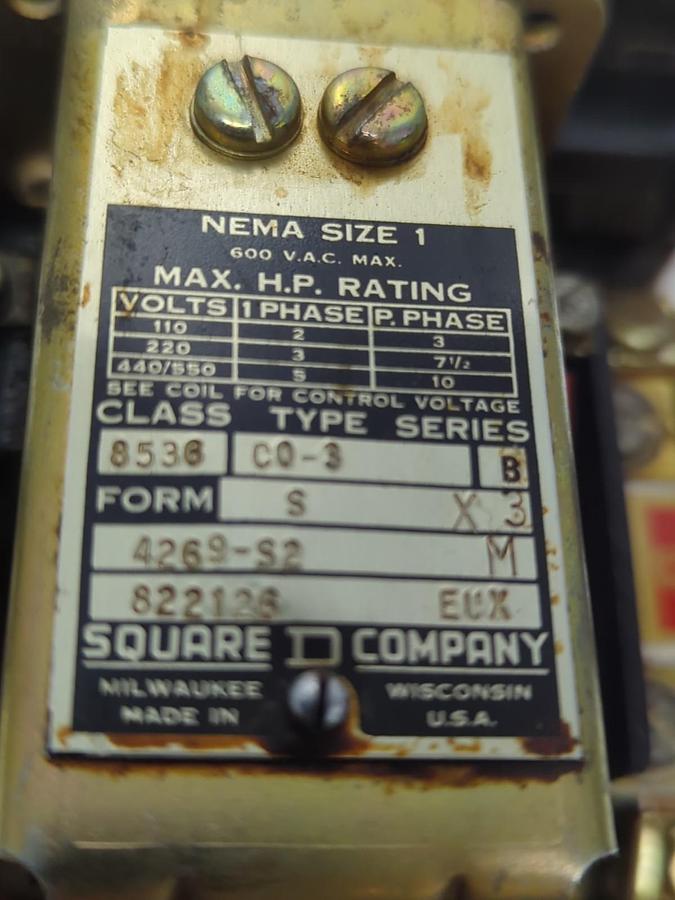 NEMA SIZE 1
600 V.A.C. MAX.
MAX. H.P. RATING
VOLTS 1 PHASE P. PHASE
110 2 3
220 3 7 1/2
440/550 5 10
SEE COIL FOR CONTROL VOLTAGE
CLASS TYPE SERIES
8536 CO-3 B
FORM S X 3
4269-S2 M
822126 EUX
SQUARE D COMPANY
MILWAUKEE WISCONSIN
MADE IN U.S.A.